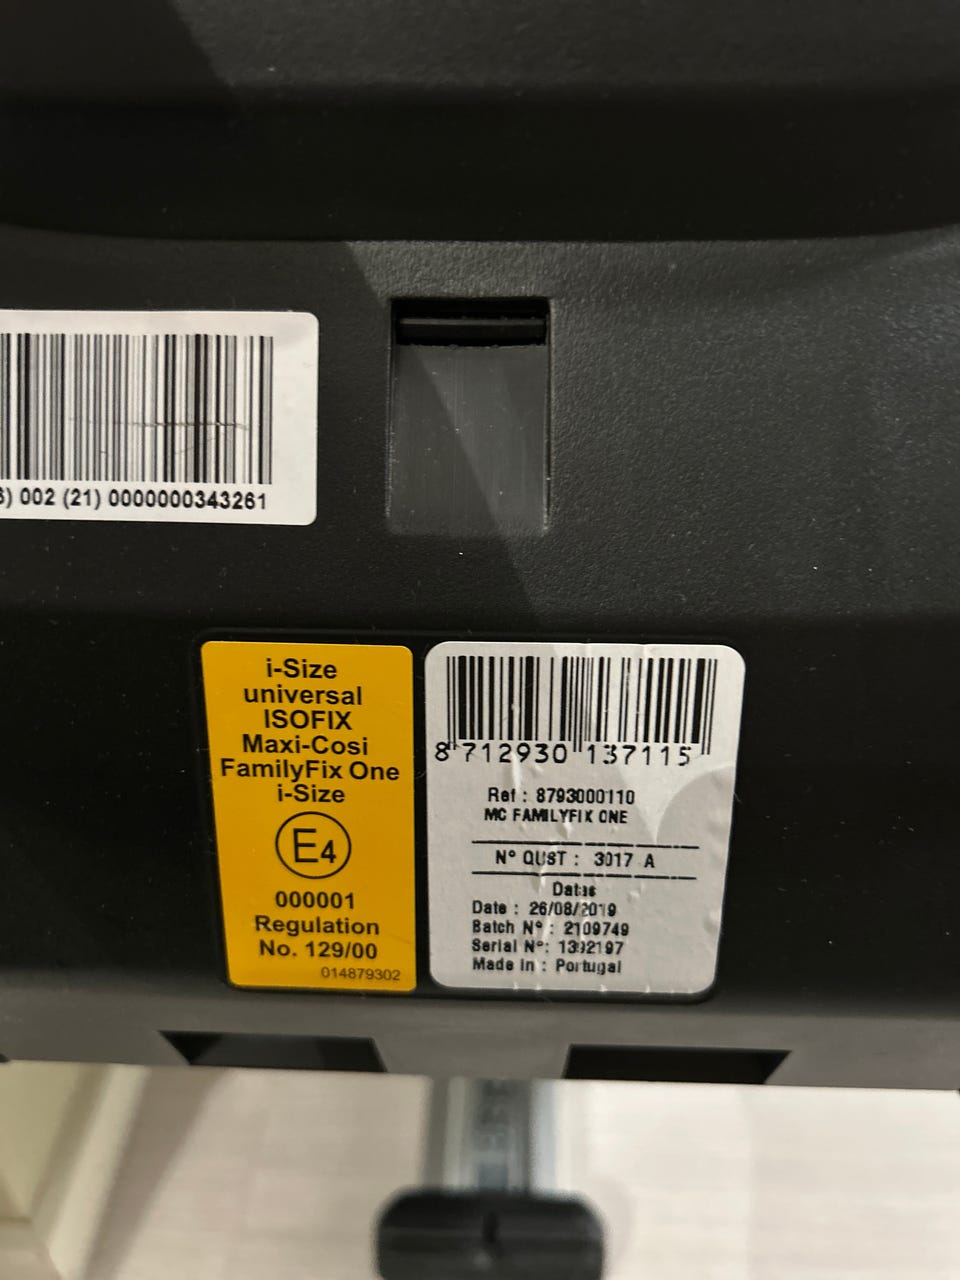 ) 002 (21) 0000000343261
i-Size
universal
ISOFIX
Maxi-Cosi
FamilyFix One
i-Size
E4
000001
Regulation
No. 129/00
014879302
8 712930 137115
Ref : 8793000110
MC FAMILYFIX ONE
N° QUST : 3017 A
Datas
Date : 26/08/2019
Batch N° : 2109749
Serial N°: 1392197
Made in : Portugal